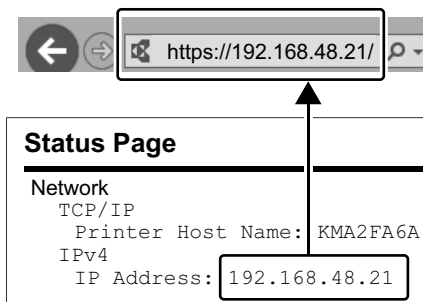 https://192.168.48.21/
Status Page
Network
TCP/IP
Printer Host Name: KMA2FA6A
IPv4
IP Address: 192.168.48.21